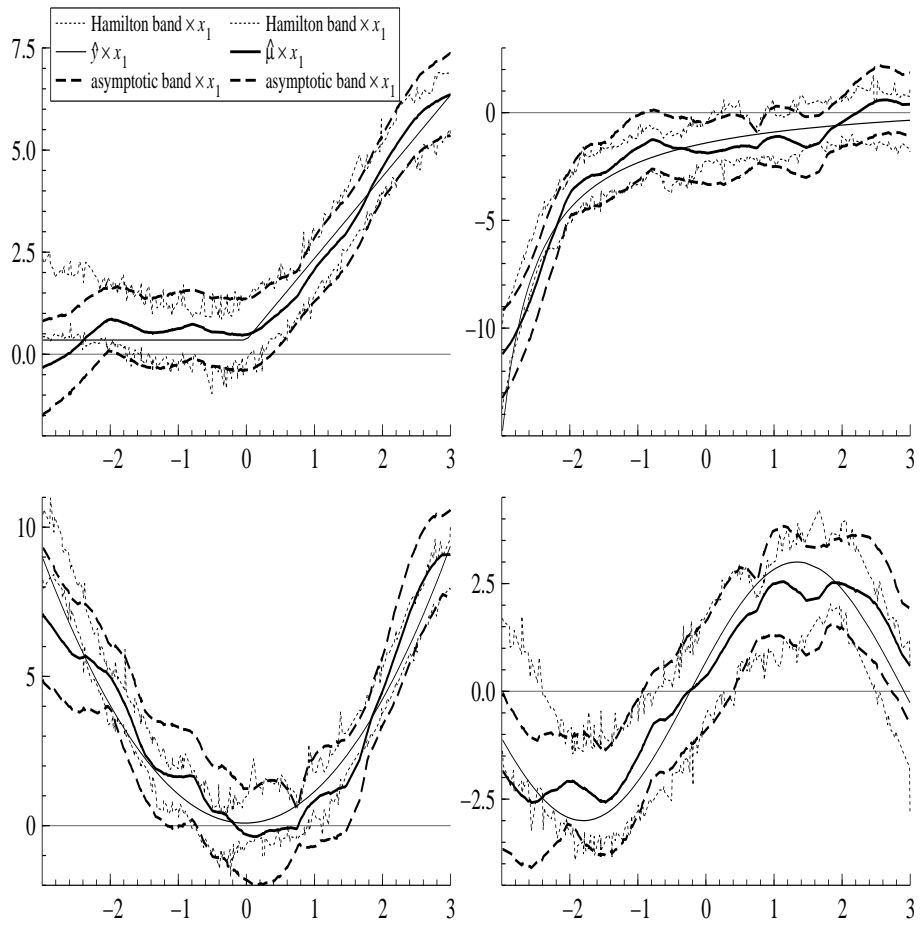 Hamilton band × x₁ Hamilton band × x₁
ŷ × x₁ μ̂ × x₁
asymptotic band × x₁ asymptotic band × x₁
7.5
5.0
2.5
0.0
−2 −1 0 1 2 3
0
−5
−10
−2 −1 0 1 2 3
10
5
0
−2 −1 0 1 2 3
2.5
0.0
−2.5
−2 −1 0 1 2 3